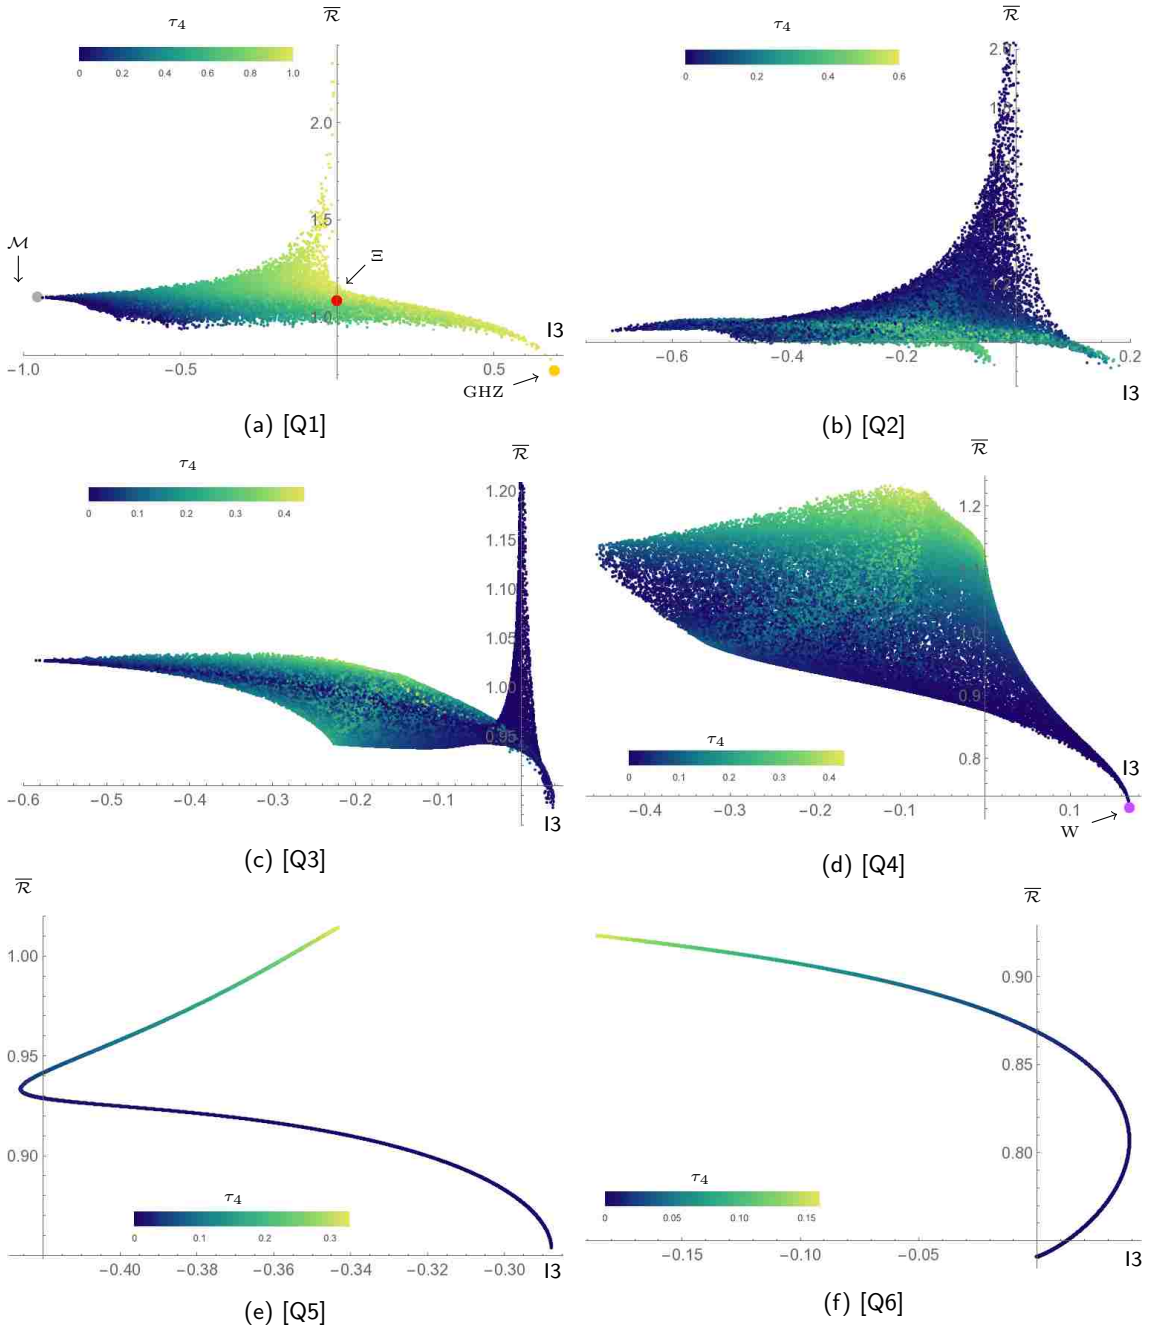 τ4
R
0 0.2 0.4 0.6 0.8 1.0
2.0
1.5
1.0
M
Ξ
I3
−1.0 −0.5 0.5
GHZ
(a) [Q1]
τ4
R
0 0.2 0.4 0.6
2.0
−0.6 −0.4 −0.2 0.2
I3
(b) [Q2]
τ4
R
0 0.1 0.2 0.3 0.4
1.20
1.15
1.10
1.05
1.00
0.95
−0.6 −0.5 −0.4 −0.3 −0.2 −0.1
I3
(c) [Q3]
R
1.2
1.0
0.9
0.8
τ4
0 0.1 0.2 0.3 0.4
I3
−0.4 −0.3 −0.2 −0.1 0.1
W
(d) [Q4]
R
1.00
0.95
0.90
τ4
0 0.1 0.2 0.3
−0.40 −0.38 −0.36 −0.34 −0.32 −0.30
I3
(e) [Q5]
R
0.90
0.85
0.80
τ4
0 0.05 0.10 0.15
−0.15 −0.10 −0.05
I3
(f) [Q6]